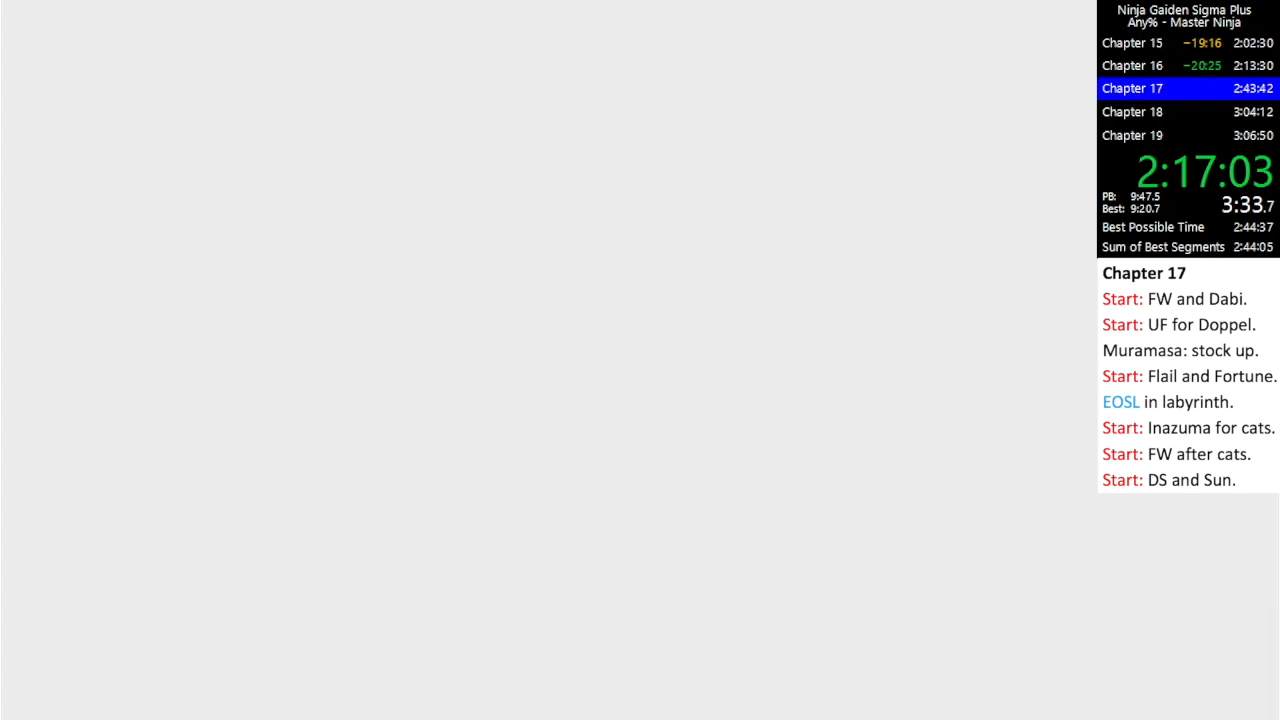 Ninja Gaiden Sigma Plus
Any% - Master Ninja
Chapter 15 −19:16 2:02:30
Chapter 16 −20:25 2:13:30
Chapter 17 2:43:42
Chapter 18 3:04:12
Chapter 19 3:06:50
2:17:03
PB: 9:47.5
Best: 9:20.7
3:33.7
Best Possible Time 2:44:37
Sum of Best Segments 2:44:05
Chapter 17
Start: FW and Dabi.
Start: UF for Doppel.
Muramasa: stock up.
Start: Flail and Fortune.
EOSL in labyrinth.
Start: Inazuma for cats.
Start: FW after cats.
Start: DS and Sun.